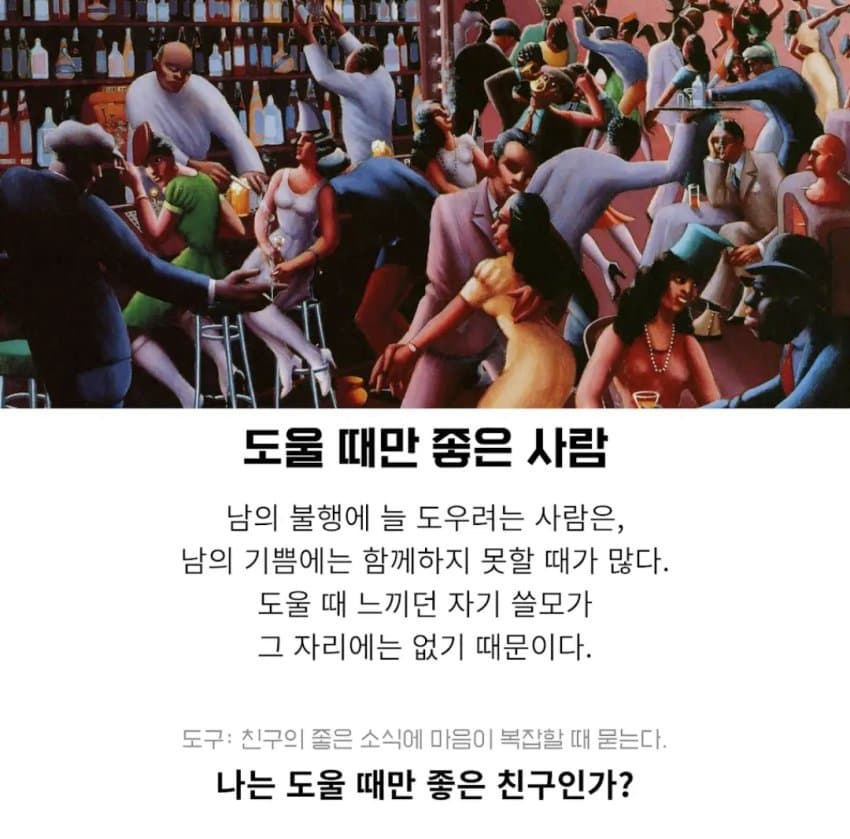 도울 때만 좋은 사람
남의 불행에 늘 도우려는 사람은,
남의 기쁨에는 함께하지 못할 때가 많다.
도울 때 느끼던 자기 쓸모가
그 자리에는 없기 때문이다.
도구: 친구의 좋은 소식에 마음이 복잡할 때 묻는다.
나는 도울 때만 좋은 친구인가?